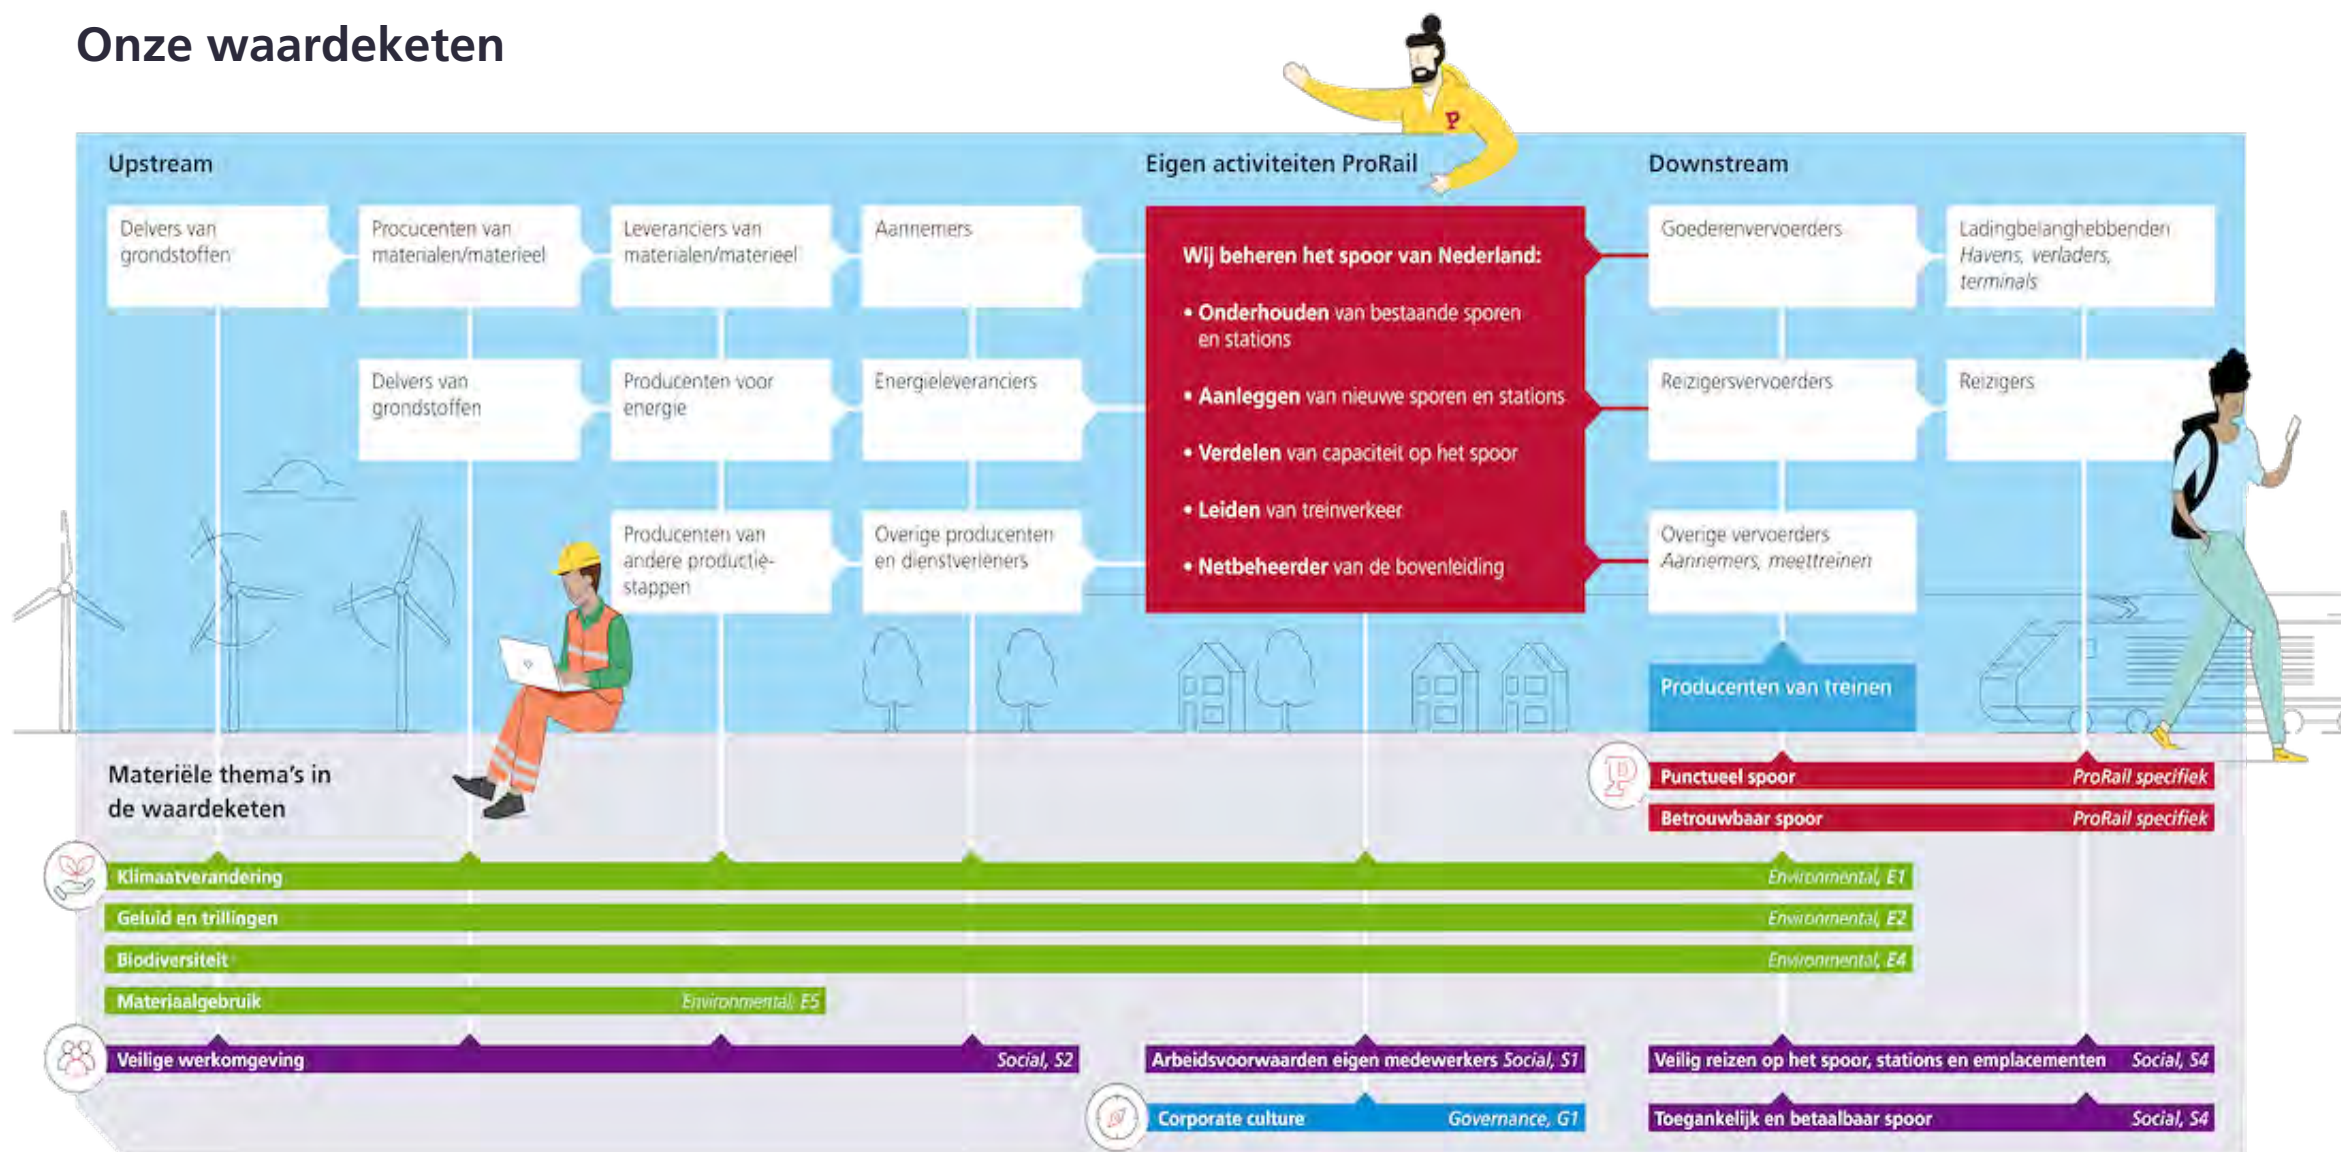 Onze waardeketen
Upstream
Eigen activiteiten ProRail
Downstream
Delvers van
grondstoffen
Procucenten van
materialen/materieel
Leveranciers van
materialen/materieel
Aannemers
Wij beheren het spoor van Nederland:
• Onderhouden van bestaande sporen
en stations
• Aanleggen van nieuwe sporen en stations
• Verdelen van capaciteit op het spoor
• Leiden van treinverkeer
• Netbeheerder van de bovenleiding
Goederenvervoerders
Ladingbelanghebbenden
Havens, verladers,
terminals
Delvers van
grondstoffen
Producenten voor
energie
Energieleveranciers
Reizigersvervoerders
Reizigers
Producenten van
andere productie-
stappen
Overige producenten
en dienstverleners
Overige vervoerders
Aannemers, meettreinen
Producenten van treinen
Materiële thema's in
de waardeketen
Punctueel spoor ProRail specifiek
Betrouwbaar spoor ProRail specifiek
Klimaatverandering Environmental, E1
Geluid en trillingen Environmental, E2
Biodiversiteit Environmental, E4
Materiaalgebruik Environmental, E5
Veilige werkomgeving Social, S2
Arbeidsvoorwaarden eigen medewerkers Social, S1
Veilig reizen op het spoor, stations en emplacementen Social, S4
Corporate culture Governance, G1
Toegankelijk en betaalbaar spoor Social, S4